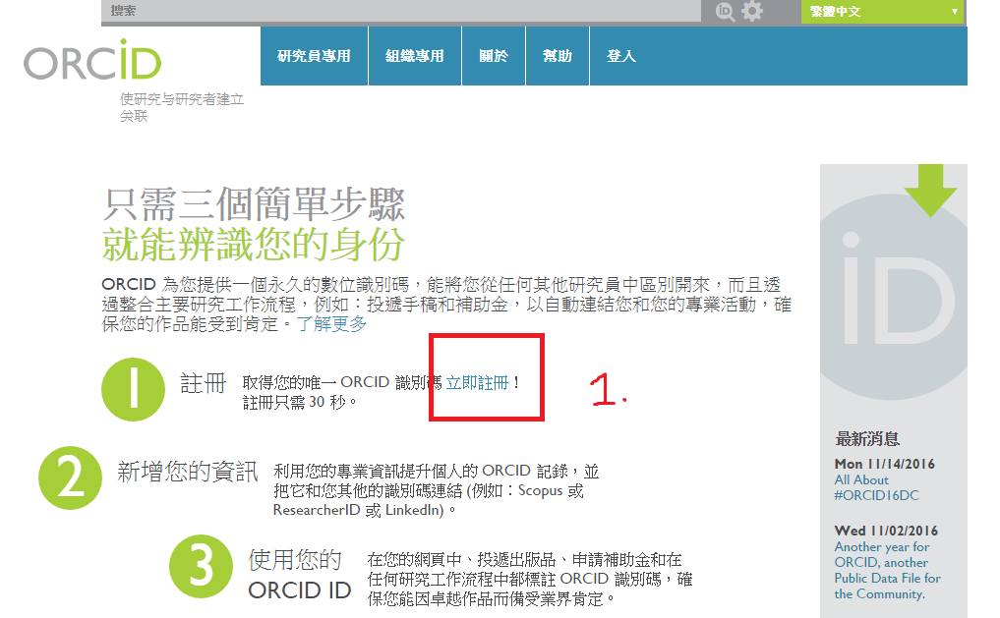 搜索
iD
繁體中文
ORCiD
使研究与研究者建立
关联
研究員專用
組織專用
關於
幫助
登入
只需三個簡單步驟
就能辨識您的身份
ORCID 為您提供一個永久的數位識別碼，能將您從任何其他研究員中區別開來，而且透
過整合主要研究工作流程，例如：投遞手稿和補助金，以自動連結您和您的專業活動，確
保您的作品能受到肯定。了解更多
1
註冊
取得您的唯一 ORCID 識別碼 立即註冊！
註冊只需 30 秒。
1.
2
新增您的資訊
利用您的專業資訊提升個人的 ORCID 記錄，並
把它和您其他的識別碼連結 (例如：Scopus 或
ResearcherID 或 LinkedIn)。
3
使用您的
ORCID ID
在您的網頁中、投遞出版品、申請補助金和在
任何研究工作流程中都標註 ORCID 識別碼，確
保您能因卓越作品而備受業界肯定。
iD
最新消息
Mon 11/14/2016
All About
#ORCID16DC
Wed 11/02/2016
Another year for
ORCID, another
Public Data File for
the Community.